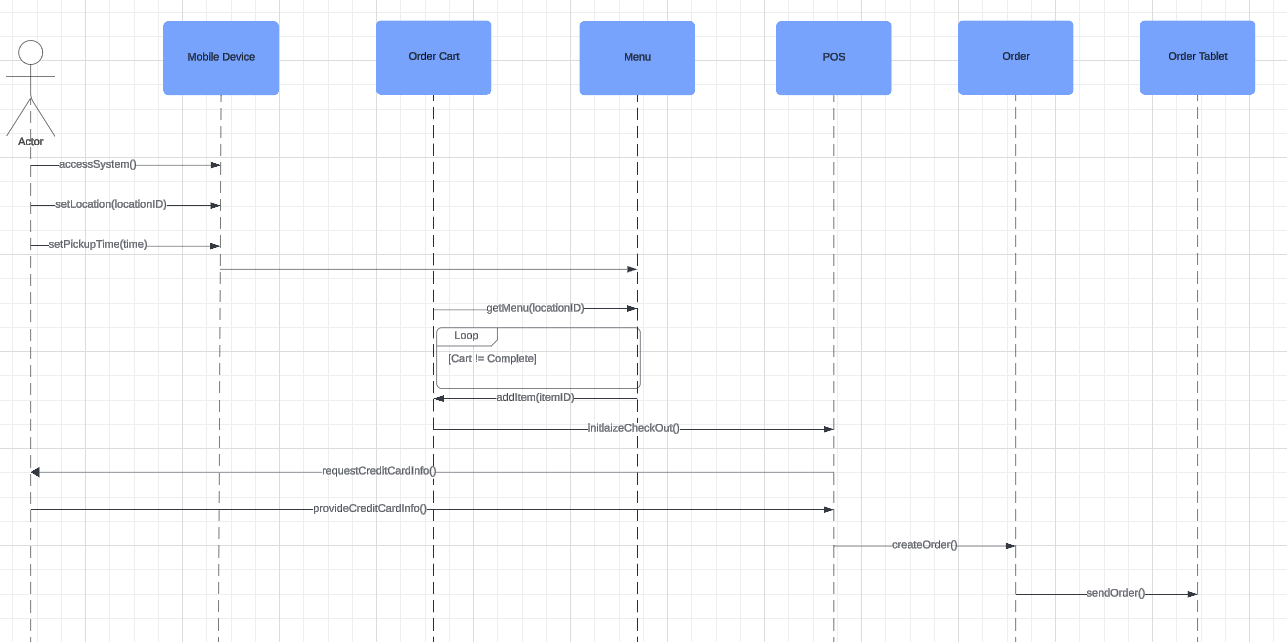 Mobile Device
Order Cart
Menu
POS
Order
Order Tablet
Actor
accessSystem()
setLocation(locationID)
setPickupTime(time)
getMenu(locationID)
Loop
[Cart != Complete]
addItem(itemID)
initlaizeCheckOut()
requestCreditCardInfo()
provideCreditCardInfo()
createOrder()
sendOrder()